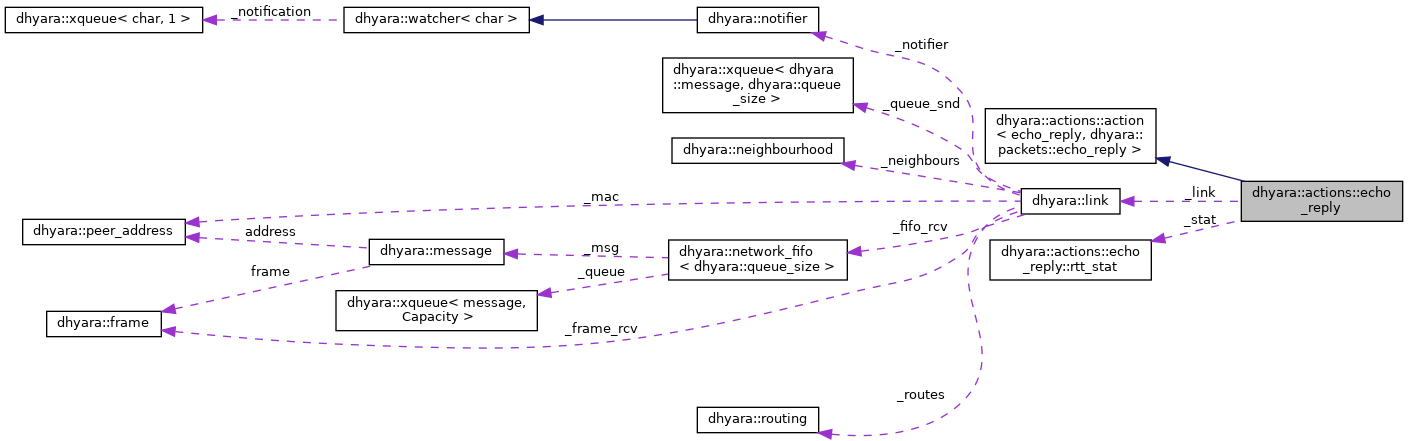 dhyara::xqueue< char, 1 >
_notification
dhyara::watcher< char >
dhyara::notifier
_notifier
dhyara::xqueue< dhyara
::message, dhyara::queue
_size >
_queue_snd
dhyara::actions::action
< echo_reply, dhyara::
packets::echo_reply >
dhyara::neighbourhood
_neighbours
_mac
dhyara::link
_link
dhyara::actions::echo
_reply
dhyara::peer_address
address
dhyara::message
_msg
dhyara::network_fifo
< dhyara::queue_size >
_fifo_rcv
_stat
dhyara::actions::echo
_reply::rtt_stat
frame
_queue
dhyara::xqueue< message,
Capacity >
dhyara::frame
_frame_rcv
_routes
dhyara::routing